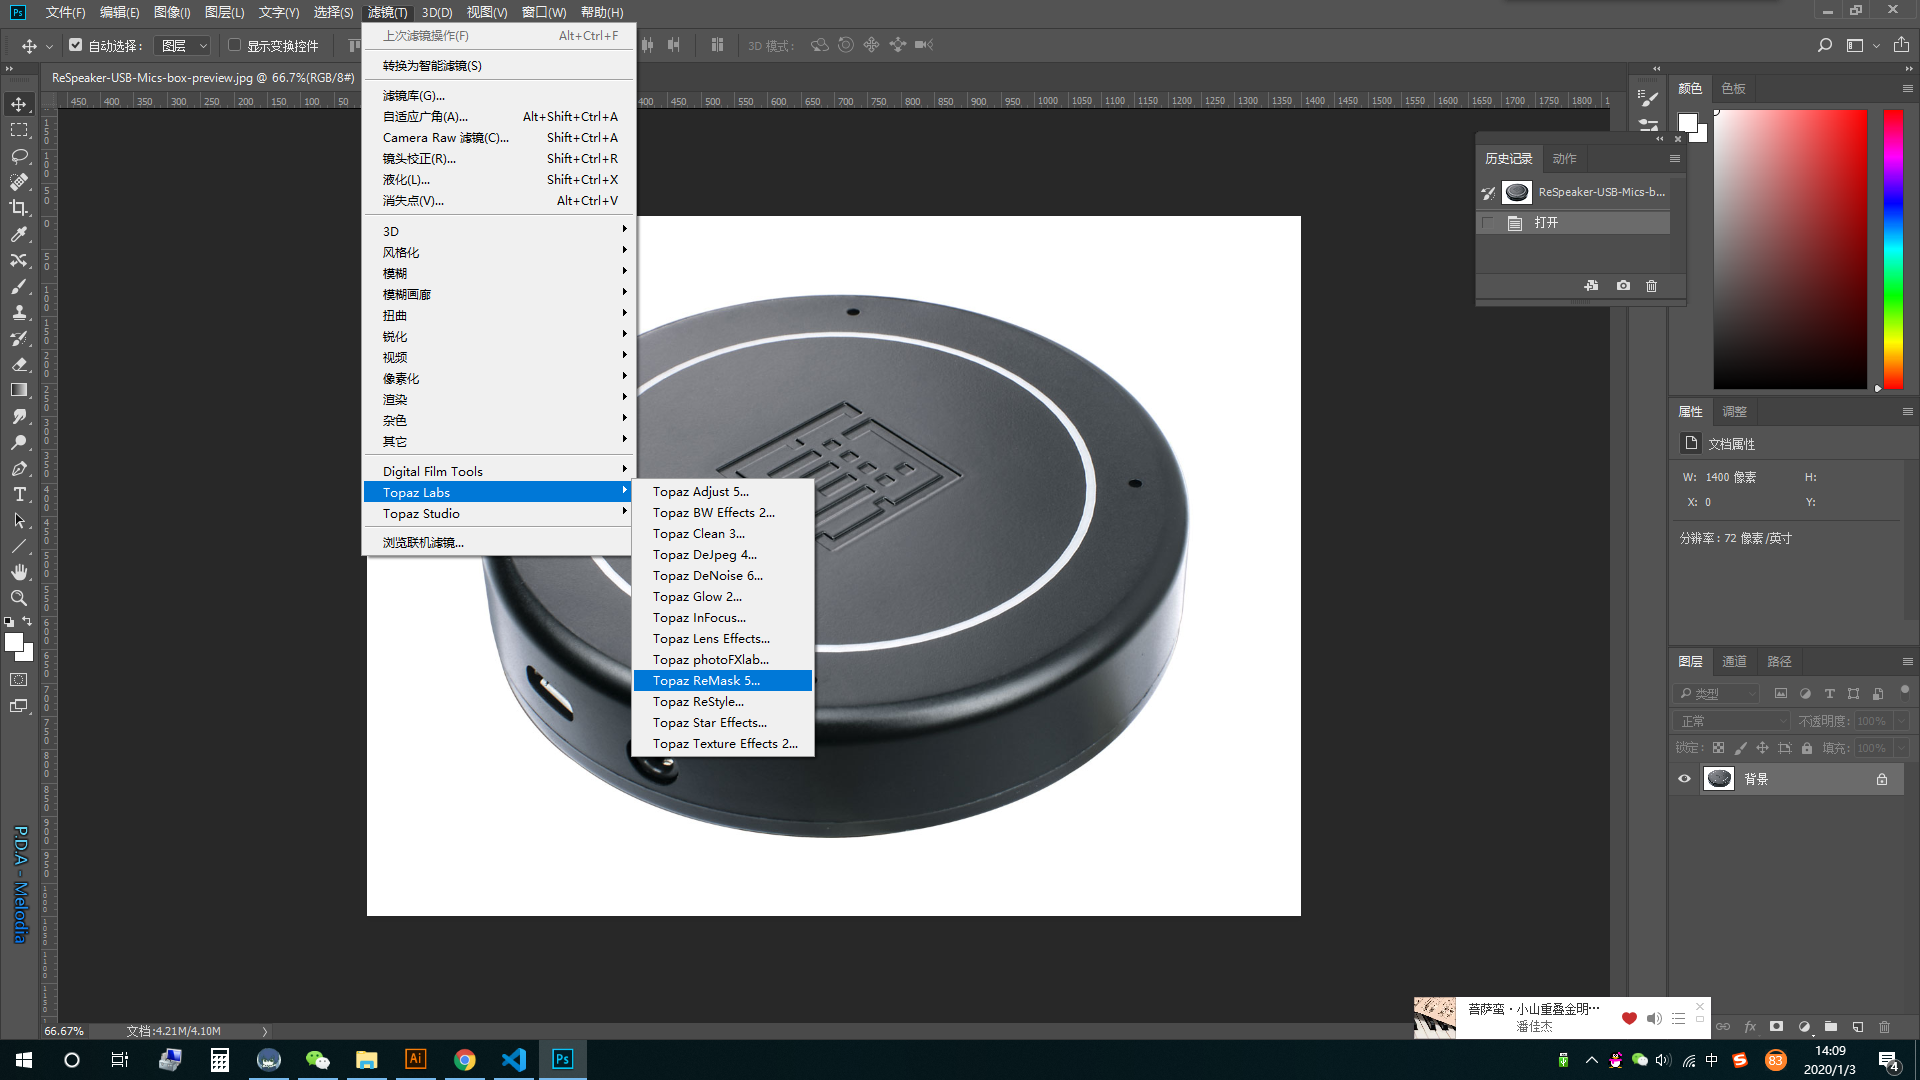 Ps 文件(F) 编辑(E) 图像(I) 图层(L) 文字(Y) 选择(S) 滤镜(T) 3D(D) 视图(V) 窗口(W) 帮助(H)
自动选择： 图层 显示变换控件 3D 模式：
ReSpeaker-USB-Mics-box-preview.jpg @ 66.7%(RGB/8#)
450 400 350 300 250 200 150 100 50
400 450 500 550 600 650 700 750 800 850 900 950 1000 1050 1100 1150 1200 1250 1300 1350 1400 1450 1500 1550 1600 1650 1700 1750 1800
上次滤镜操作(F) Alt+Ctrl+F
转换为智能滤镜(S)
滤镜库(G)...
自适应广角(A)... Alt+Shift+Ctrl+A
Camera Raw 滤镜(C)... Shift+Ctrl+A
镜头校正(R)... Shift+Ctrl+R
液化(L)... Shift+Ctrl+X
消失点(V)... Alt+Ctrl+V
3D
风格化
模糊
模糊画廊
扭曲
锐化
视频
像素化
渲染
杂色
其它
Digital Film Tools
Topaz Labs
Topaz Studio
浏览联机滤镜...
Topaz Adjust 5...
Topaz BW Effects 2...
Topaz Clean 3...
Topaz DeJpeg 4...
Topaz DeNoise 6...
Topaz Glow 2...
Topaz InFocus...
Topaz Lens Effects...
Topaz photoFXlab...
Topaz ReMask 5...
Topaz ReStyle...
Topaz Star Effects...
Topaz Texture Effects 2...
历史记录 动作
ReSpeaker-USB-Mics-b...
打开
颜色 色板
属性 调整
文档属性
W: 1400 像素 H:
X: 0 Y:
分辨率：72 像素/英寸
图层 通道 路径
类型
正常 不透明度: 100%
锁定: 填充: 100%
背景
fx
P.D.A - Melodia
66.67% 文档:4.21M/4.10M
菩萨蛮·小山重叠金明…
潘佳杰
Ai Ps
中 83
14:09
2020/1/3
4